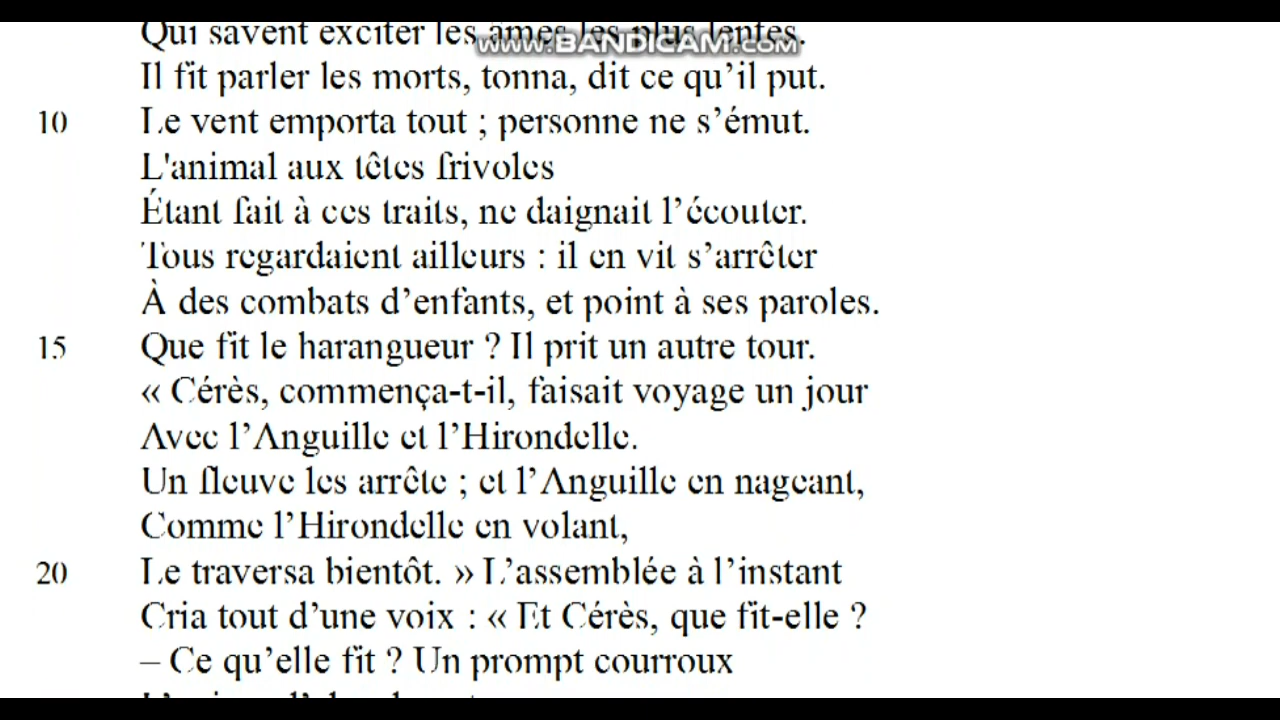 Qui savent exciter les âmes les plus lentes.
www.BANDICAM.com
Il fit parler les morts, tonna, dit ce qu’il put.
10 Le vent emporta tout ; personne ne s’émut.
L'animal aux têtes frivoles
Étant fait à ces traits, ne daignait l’écouter.
Tous regardaient ailleurs : il en vit s’arrêter
À des combats d’enfants, et point à ses paroles.
15 Que fit le harangueur ? Il prit un autre tour.
« Cérès, commença-t-il, faisait voyage un jour
Avec l’Anguille et l’Hirondelle.
Un fleuve les arrête ; et l’Anguille en nageant,
Comme l’Hirondelle en volant,
20 Le traversa bientôt. » L’assemblée à l’instant
Cria tout d’une voix : « Et Cérès, que fit-elle ?
– Ce qu’elle fit ? Un prompt courroux